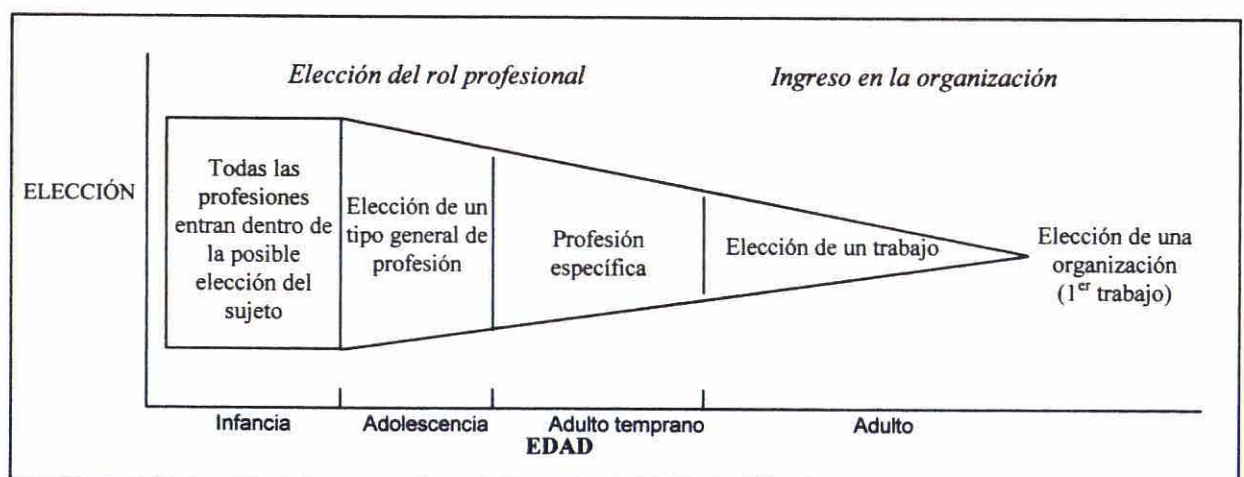 Elección del rol profesional
Ingreso en la organización
ELECCIÓN
Todas las
profesiones
entran dentro de
la posible
elección del
sujeto
Elección de un
tipo general de
profesión
Profesión
específica
Elección de un trabajo
Elección de una
organización
(1er trabajo)
Infancia
Adolescencia
Adulto temprano
Adulto
EDAD